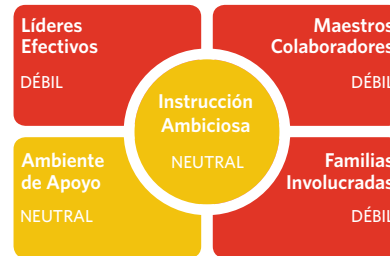 Líderes
Efectivos
DÉBIL
Maestros
Colaboradores
DÉBIL
Instrucción
Ambiciosa
NEUTRAL
Ambiente
de Apoyo
NEUTRAL
Familias
Involucradas
DÉBIL